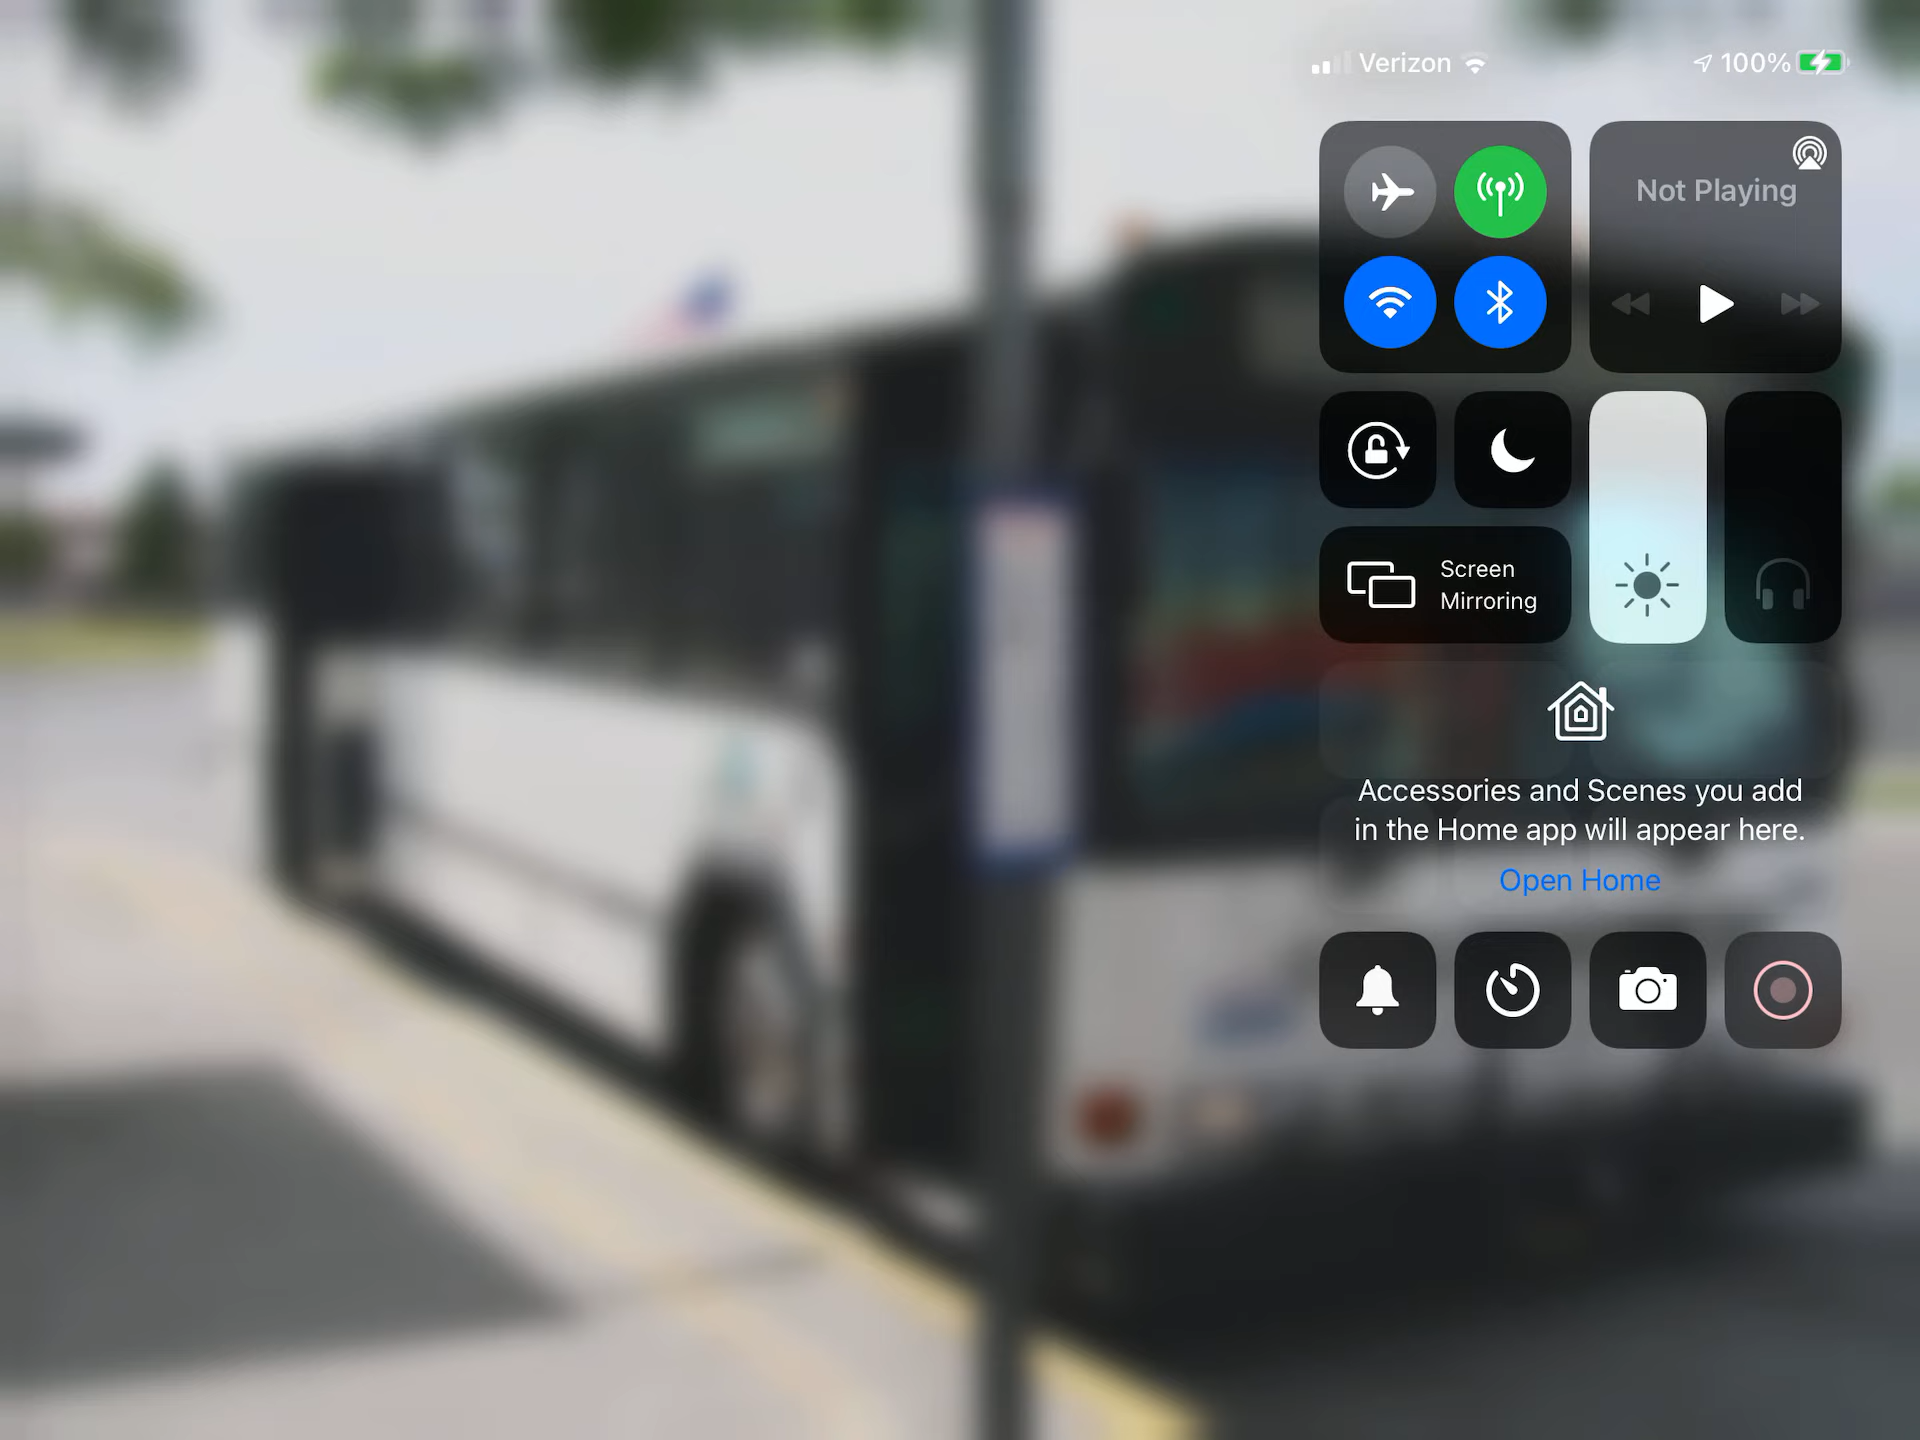 Verizon
100%
Not Playing
Screen
Mirroring
Accessories and Scenes you add
in the Home app will appear here.
Open Home